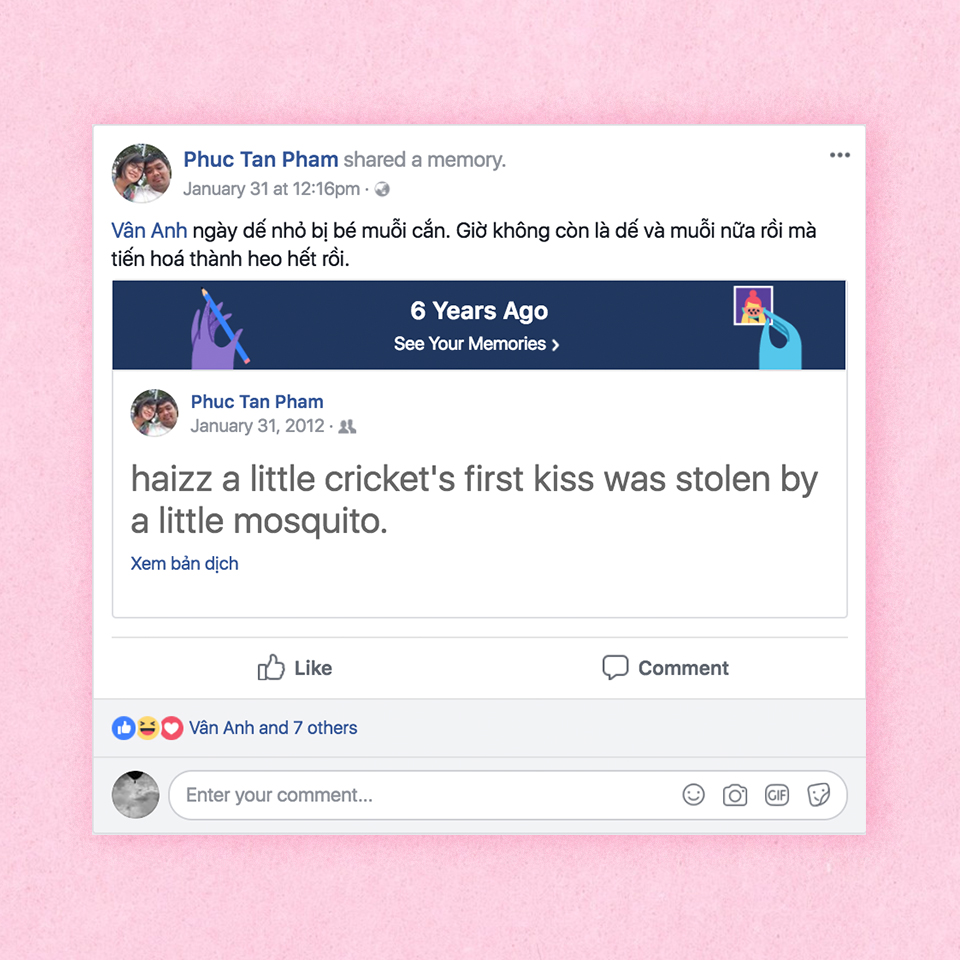 Phuc Tan Pham shared a memory.
January 31 at 12:16pm ·
Vân Anh ngày dế nhỏ bị bé muỗi cắn. Giờ không còn là dế và muỗi nữa rồi mà
tiến hoá thành heo hết rồi.
6 Years Ago
See Your Memories ›
Phuc Tan Pham
January 31, 2012 ·
haizz a little cricket's first kiss was stolen by
a little mosquito.
Xem bản dịch
Like Comment
Vân Anh and 7 others
Enter your comment... GIF